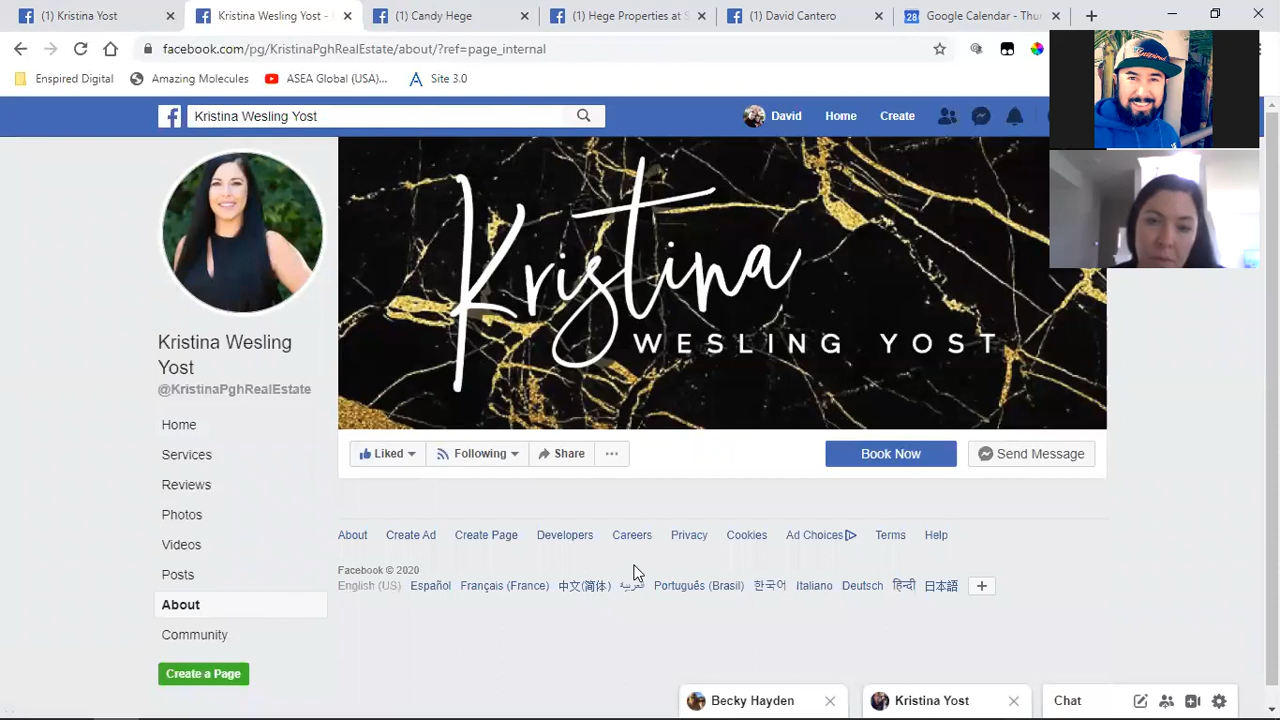 (1) Kristina Yost
Kristina Wesling Yost -
(1) Candy Hege
(1) Hege Properties at S
(1) David Cantero
28
Google Calendar - Thu
facebook.com/pg/KristinaPghRealEstate/about/?ref=page_internal
Enspired Digital
Amazing Molecules
ASEA Global (USA)...
Site 3.0
Kristina Wesling Yost
David
Home
Create
Kristina
WESLING YOST
Kristina Wesling
Yost
@KristinaPghRealEstate
Home
Services
Reviews
Photos
Videos
Posts
About
Community
Create a Page
Liked
Following
Share
Book Now
Send Message
About Create Ad Create Page Developers Careers Privacy Cookies Ad Choices Terms Help
Facebook © 2020
English (US) Español Français (France) 中文(简体) العربية Português (Brasil) 한국어 Italiano Deutsch हिन्दी 日本語
Becky Hayden
Kristina Yost
Chat